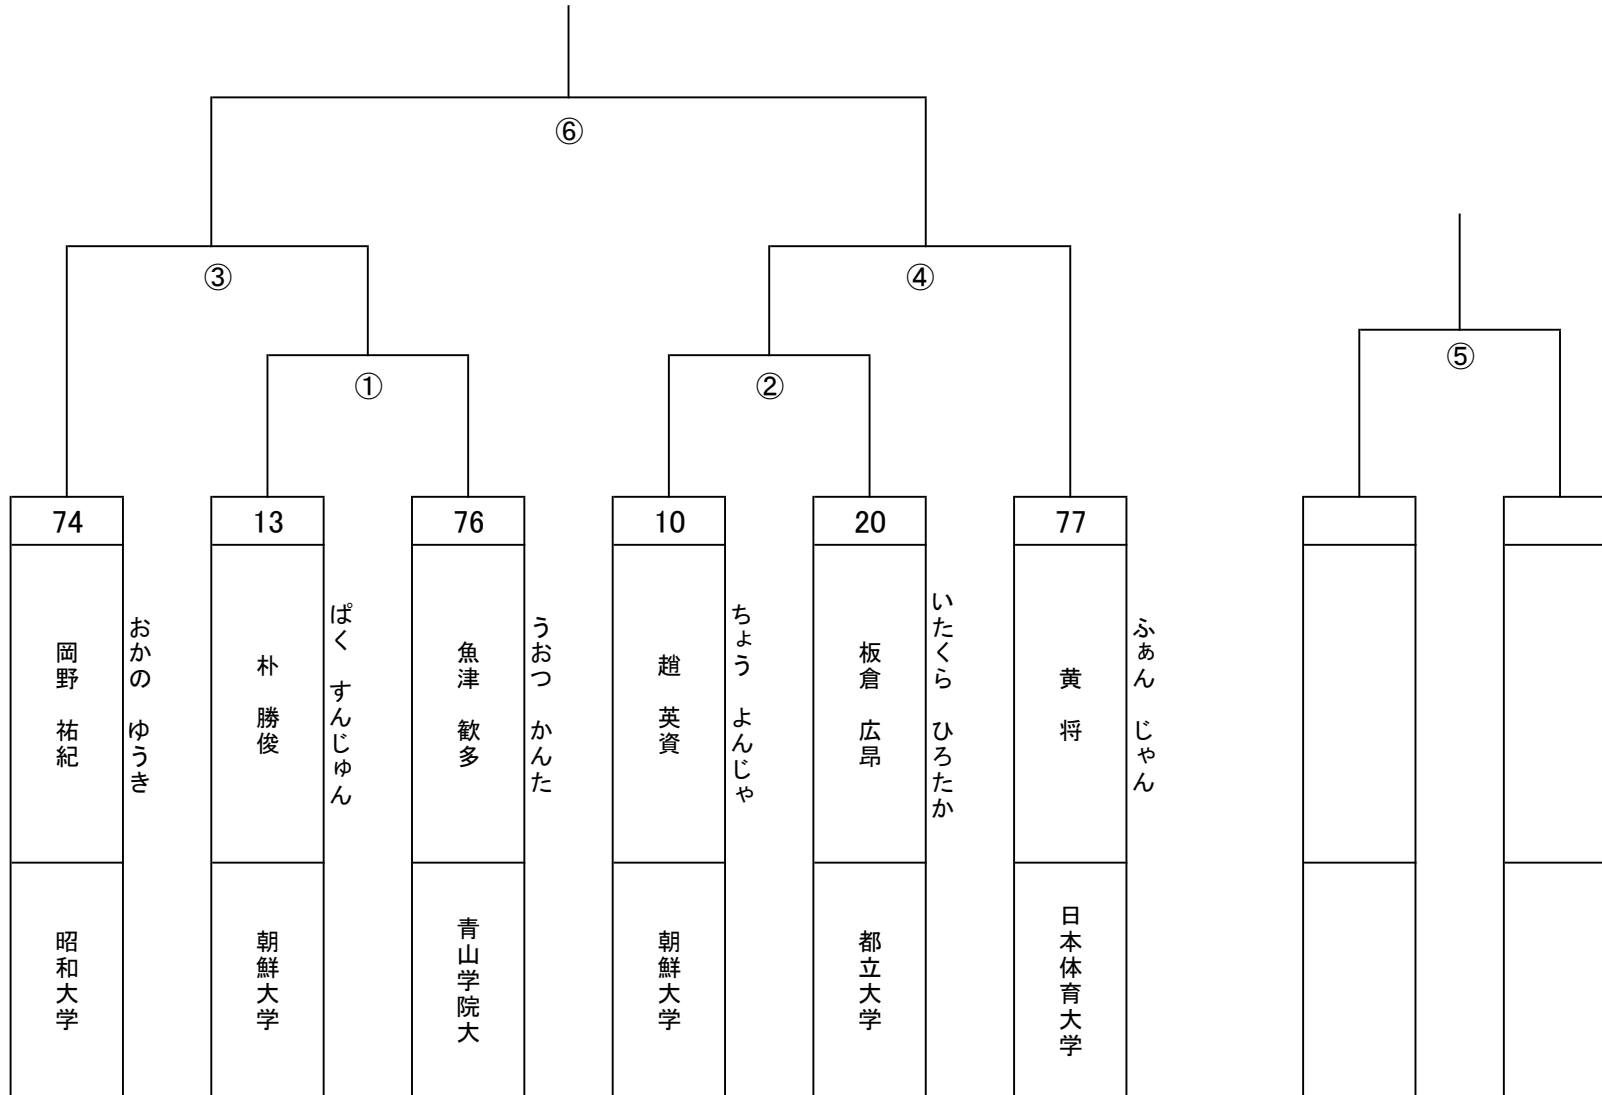 ⑥
③
④
⑤
①
②
74
13
76
10
20
77
岡野 祐紀
おかの ゆうき
朴 勝俊
ぱく すんじゅん
魚津 歓多
うおつ かんた
趙 英資
ちょう よんじゃ
板倉 広昂
いたくら ひろたか
黄 将
ふぁん じゃん
昭和大学
朝鮮大学
青山学院大
朝鮮大学
都立大学
日本体育大学